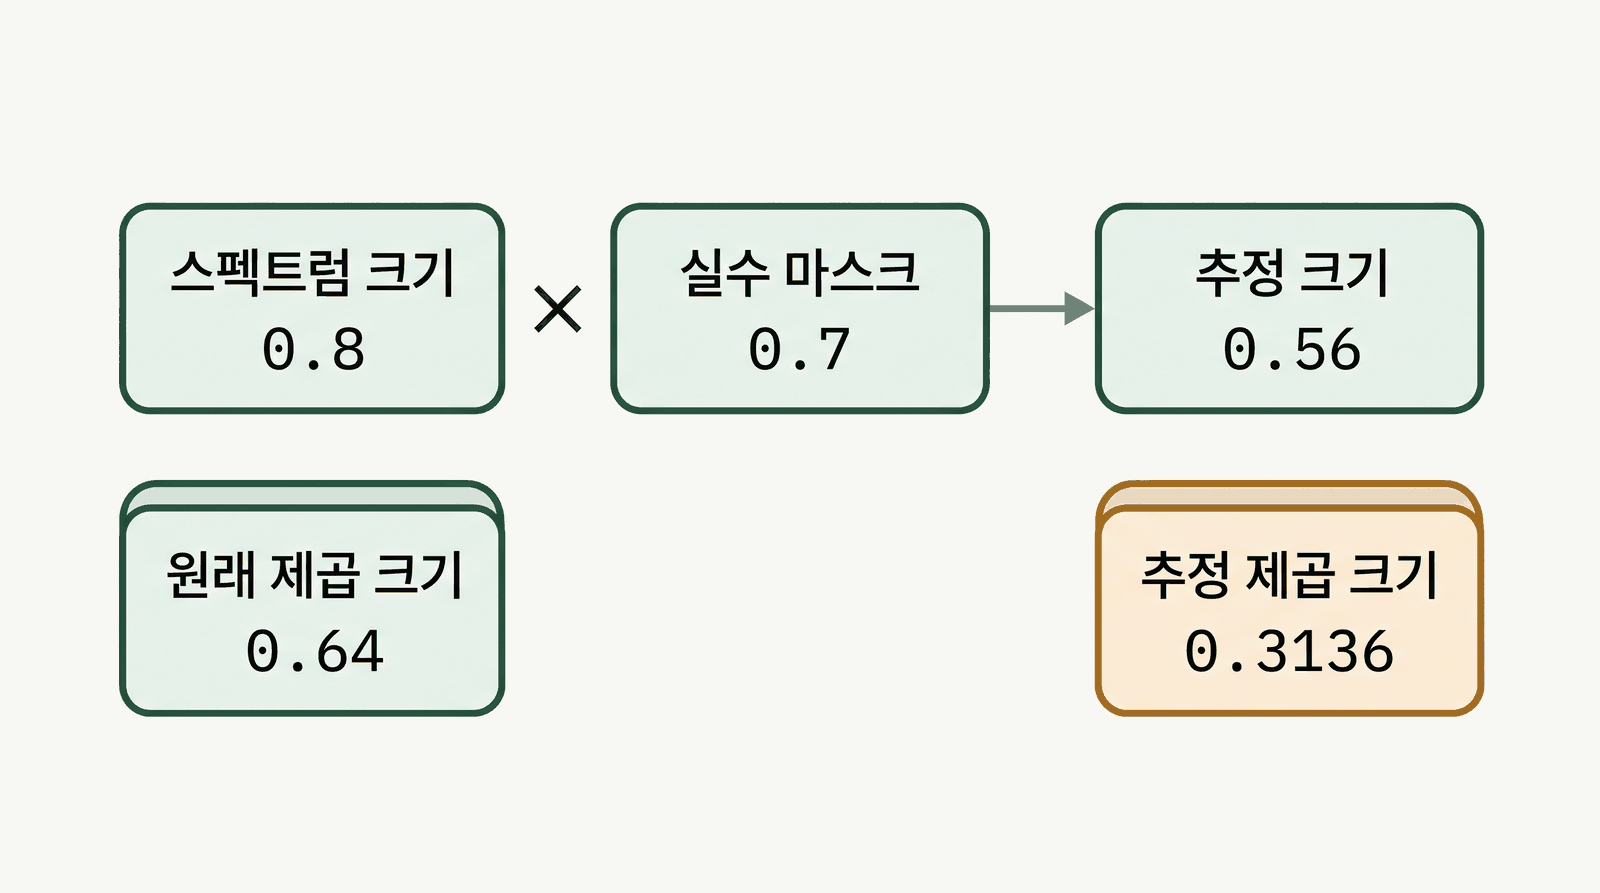 스펙트럼 크기
0.8
×
실수 마스크
0.7
추정 크기
0.56
원래 제곱 크기
0.64
추정 제곱 크기
0.3136